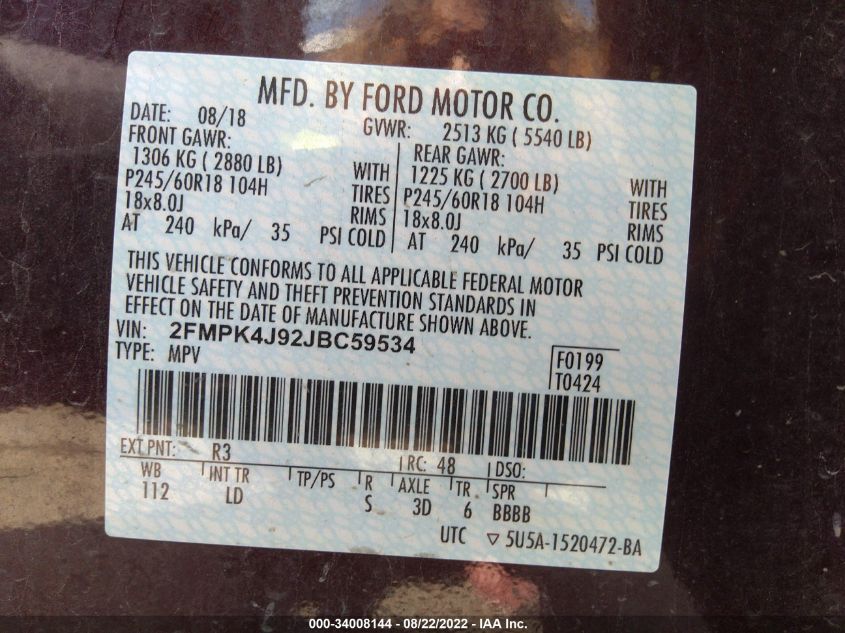 MFD. BY FORD MOTOR CO.
DATE: 08/18 GVWR: 2513 KG ( 5540 LB)
FRONT GAWR: REAR GAWR:
1306 KG ( 2880 LB) WITH 1225 KG ( 2700 LB) WITH
P245/60R18 104H TIRES P245/60R18 104H TIRES
18x8.0J RIMS 18x8.0J RIMS
AT 240 kPa/ 35 PSI COLD AT 240 kPa/ 35 PSI COLD
THIS VEHICLE CONFORMS TO ALL APPLICABLE FEDERAL MOTOR
VEHICLE SAFETY AND THEFT PREVENTION STANDARDS IN
EFFECT ON THE DATE OF MANUFACTURE SHOWN ABOVE.
VIN: 2FMPK4J92JBC59534
TYPE: MPV F0199
T0424
EXT PNT: R3 RC: 48 DSO:
WB INT TR TP/PS R AXLE TR SPR
112 LD S 3D 6 BBBB
UTC ▽ 5U5A-1520472-BA
000-34008144 - 08/22/2022 - IAA Inc.